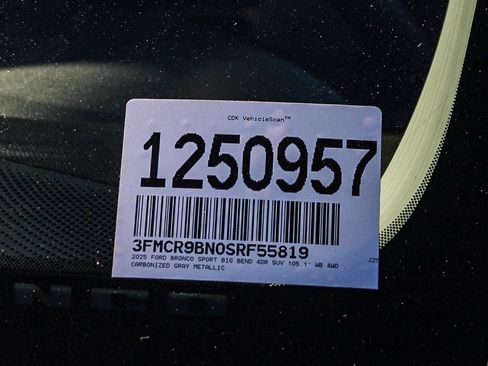 CDK VehicleScan™
1250957
3FMCR9BN0SRF55819
2025 FORD BRONCO SPORT BIG BEND 4DR SUV 105.1" WB 4WD
CARBONIZED GRAY METALLIC